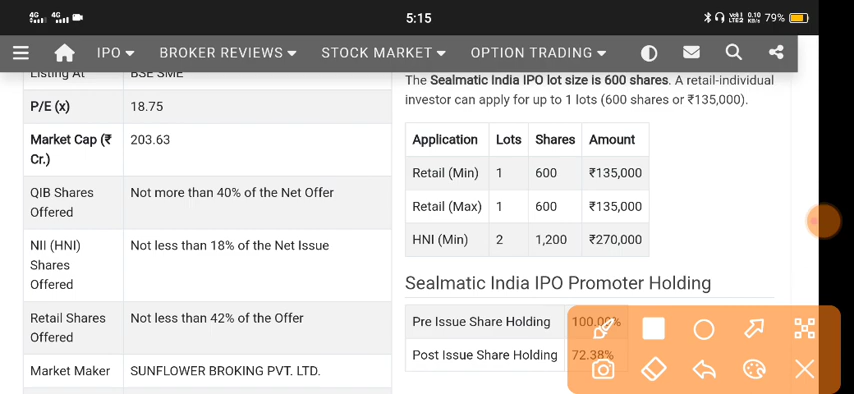 4G 4G 5:15 79%
IPO BROKER REVIEWS STOCK MARKET OPTION TRADING
Listing At BSE SME
P/E (x) 18.75
Market Cap (₹
Cr.) 203.63
QIB Shares
Offered Not more than 40% of the Net Offer
NII (HNI)
Shares
Offered Not less than 18% of the Net Issue
Retail Shares
Offered Not less than 42% of the Offer
Market Maker SUNFLOWER BROKING PVT. LTD.
The Sealmatic India IPO lot size is 600 shares. A retail-individual
investor can apply for up to 1 lots (600 shares or ₹135,000).
Application Lots Shares Amount
Retail (Min) 1 600 ₹135,000
Retail (Max) 1 600 ₹135,000
HNI (Min) 2 1,200 ₹270,000
Sealmatic India IPO Promoter Holding
Pre Issue Share Holding 100.00%
Post Issue Share Holding 72.38%